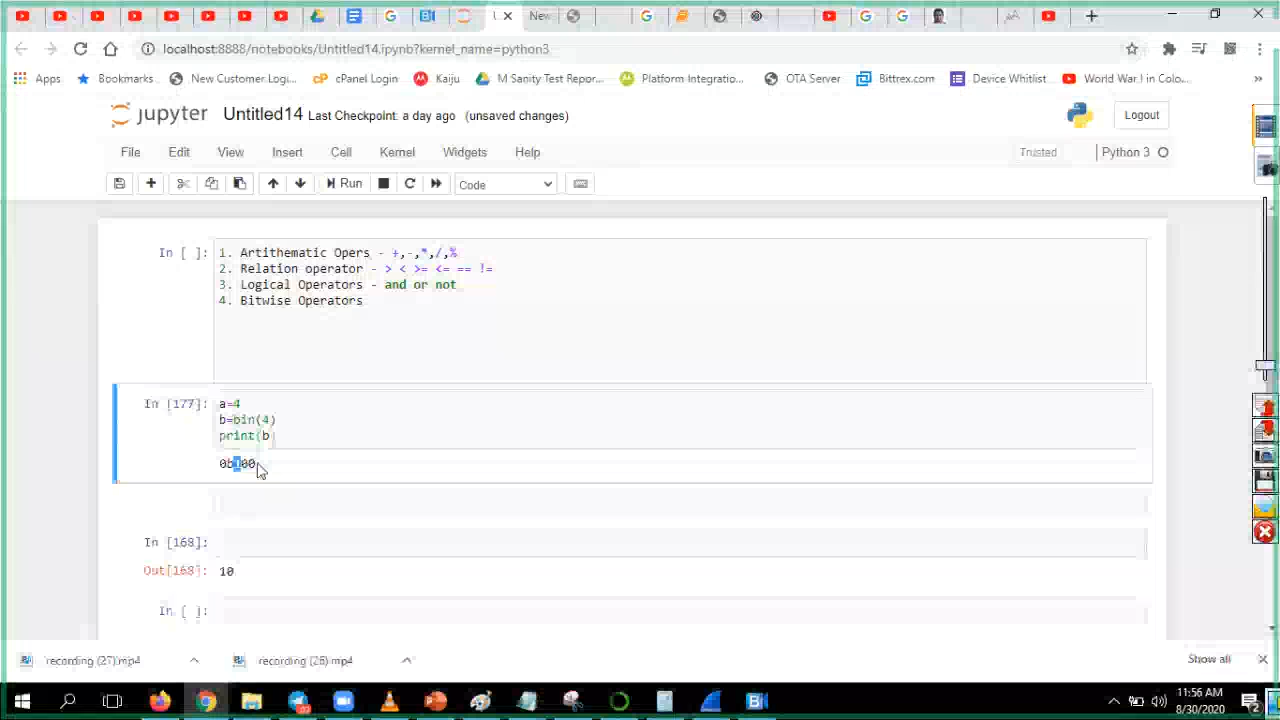 New
localhost:8888/notebooks/Untitled14.ipynb?kernel_name=python3
Apps Bookmarks New Customer Logi... cPanel Login Kaiju M Sanity Test Repor... Platform Integratio... OTA Server Bittrex.com Device Whitlist World War ! in Colo... »
jupyter Untitled14 Last Checkpoint: a day ago (unsaved changes) Logout
File Edit View Insert Cell Kernel Widgets Help Trusted Python 3
Run Code
In [ ]: 1. Artithematic Opers - +,-,*,/,%
2. Relation operator - > < >= <= == !=
3. Logical Operators - and or not
4. Bitwise Operators
In [177]: a=4
b=bin(4)
print(b
0b100
In [168]:
Out[168]: 10
In [ ]:
recording (27).mp4 recording (26).mp4 Show all
11:56 AM
8/30/2020